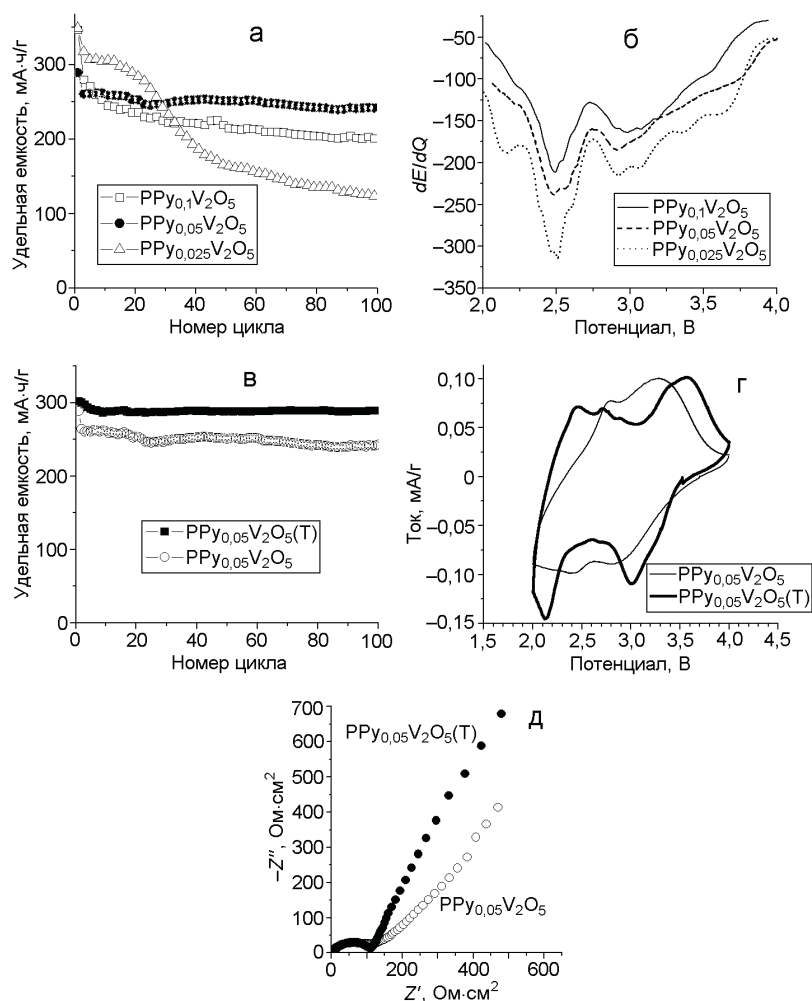 а
Удельная емкость, мА·ч/г
300
200
100
0
PPy0,1V2O5
PPy0,05V2O5
PPy0,025V2O5
0 20 40 60 80 100
Номер цикла
б
dE/dQ
−50
−100
−150
−200
−250
−300
−350
PPy0,1V2O5
PPy0,05V2O5
PPy0,025V2O5
2,0 2,5 3,0 3,5 4,0
Потенциал, В
в
Удельная емкость, мА·ч/г
400
300
200
100
0
PPy0,05V2O5(T)
PPy0,05V2O5
0 20 40 60 80 100
Номер цикла
г
Ток, мА/г
0,10
0,05
0
−0,05
−0,10
−0,15
PPy0,05V2O5
PPy0,05V2O5(T)
1,5 2,0 2,5 3,0 3,5 4,0 4,5
Потенциал, В
д
−Z″, Ом·см²
700
600
500
400
300
200
100
0
PPy0,05V2O5(T)
PPy0,05V2O5
0 200 400 600
Z′, Ом·см²